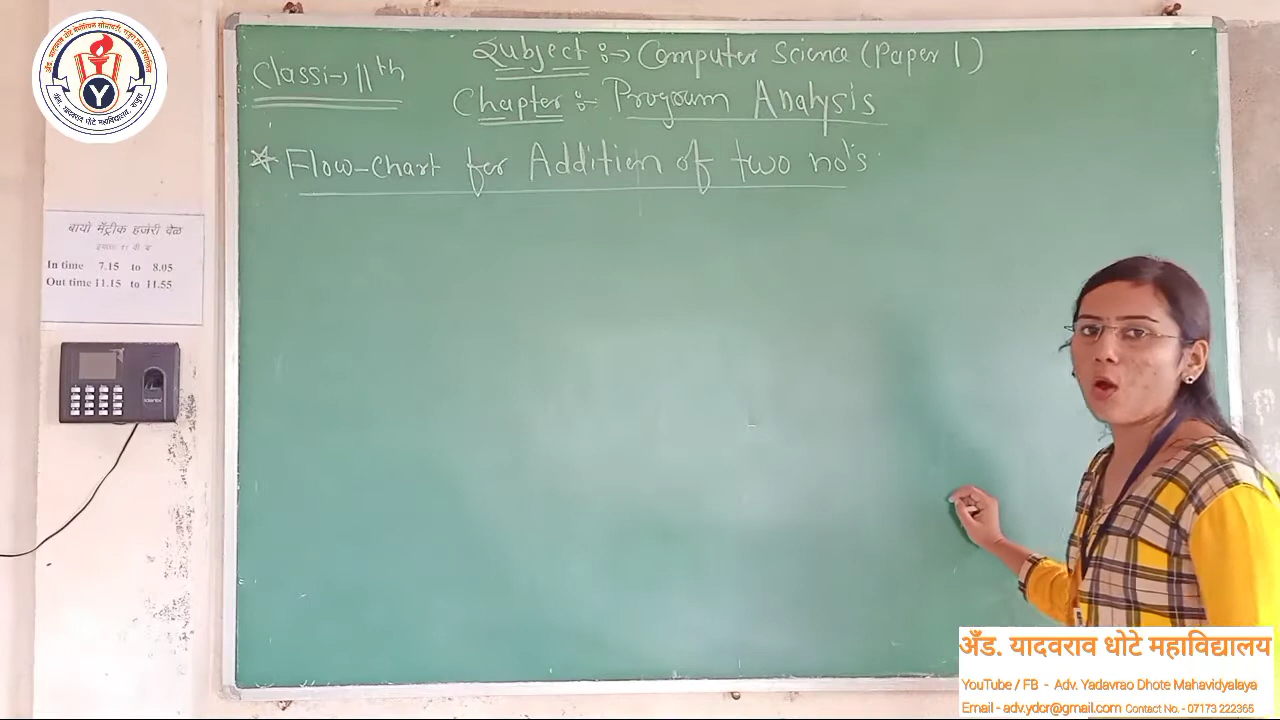 Subject :-> Computer Science (Paper 1)
Class :-> 11th
Chapter :- Program Analysis
* Flow-Chart for Addition of two no's.
बायो मॅट्रीक हजेरी वेळ
In time 7.15 to 8.05
Out time 11.15 to 11.55
Y
अँड. यादवराव धोटे महाविद्यालय
YouTube / FB - Adv. Yadavrao Dhote Mahavidyalaya
Email - adv.ydcr@gmail.com Contact No. - 07173 222365